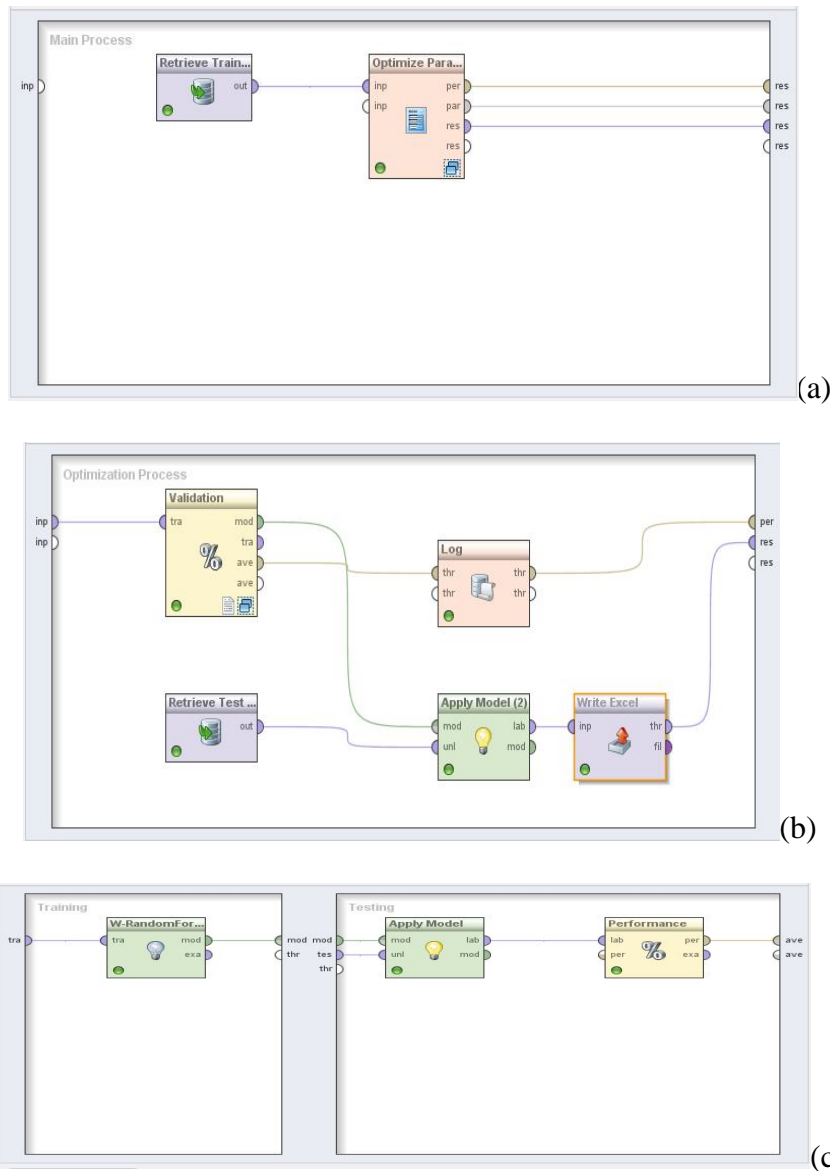 Main Process
Retrieve Train...
Optimize Para...
inp
out
inp
per
res
inp
par
res
res
res
res
res
(a)
Optimization Process
Validation
inp
tra
mod
per
inp
tra
Log
res
ave
thr
thr
res
ave
thr
thr
Retrieve Test ...
Apply Model (2)
Write Excel
out
mod
lab
inp
thr
unl
mod
fil
(b)
Training
Testing
W-RandomFor...
Apply Model
Performance
tra
tra
mod
mod
mod
mod
lab
lab
per
ave
exa
thr
tes
unl
mod
per
exa
ave
thr
(c